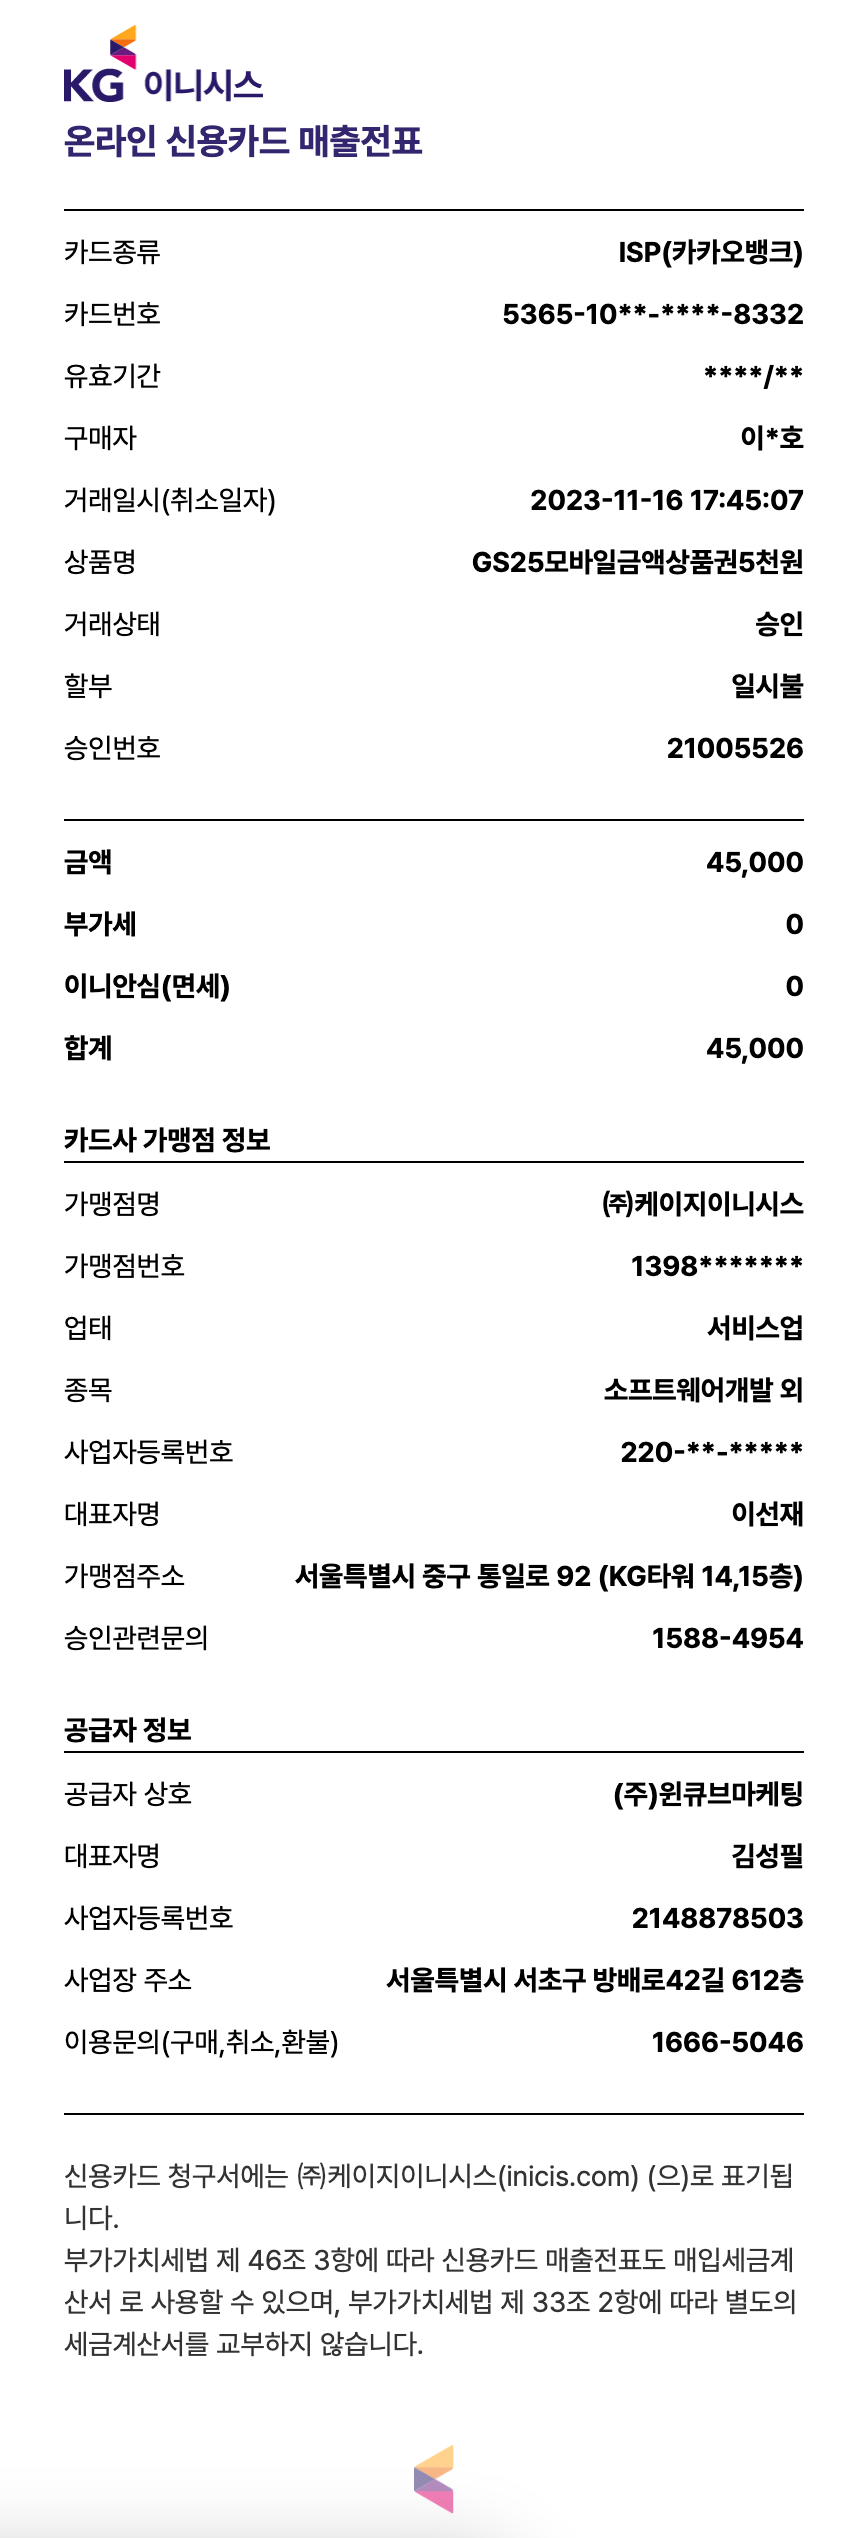 KG 이니시스
온라인 신용카드 매출전표
카드종류 ISP(카카오뱅크)
카드번호 5365-10**-****-8332
유효기간 ****/**
구매자 이*호
거래일시(취소일자) 2023-11-16 17:45:07
상품명 GS25모바일금액상품권5천원
거래상태 승인
할부 일시불
승인번호 21005526
금액 45,000
부가세 0
이니안심(면세) 0
합계 45,000
카드사 가맹점 정보
가맹점명 ㈜케이지이니시스
가맹점번호 1398*******
업태 서비스업
종목 소프트웨어개발 외
사업자등록번호 220-**-*****
대표자명 이선재
가맹점주소 서울특별시 중구 통일로 92 (KG타워 14,15층)
승인관련문의 1588-4954
공급자 정보
공급자 상호 (주)윈큐브마케팅
대표자명 김성필
사업자등록번호 2148878503
사업장 주소 서울특별시 서초구 방배로42길 612층
이용문의(구매,취소,환불) 1666-5046
신용카드 청구서에는 ㈜케이지이니시스(inicis.com) (으)로 표기됩
니다.
부가가치세법 제 46조 3항에 따라 신용카드 매출전표도 매입세금계
산서 로 사용할 수 있으며, 부가가치세법 제 33조 2항에 따라 별도의
세금계산서를 교부하지 않습니다.